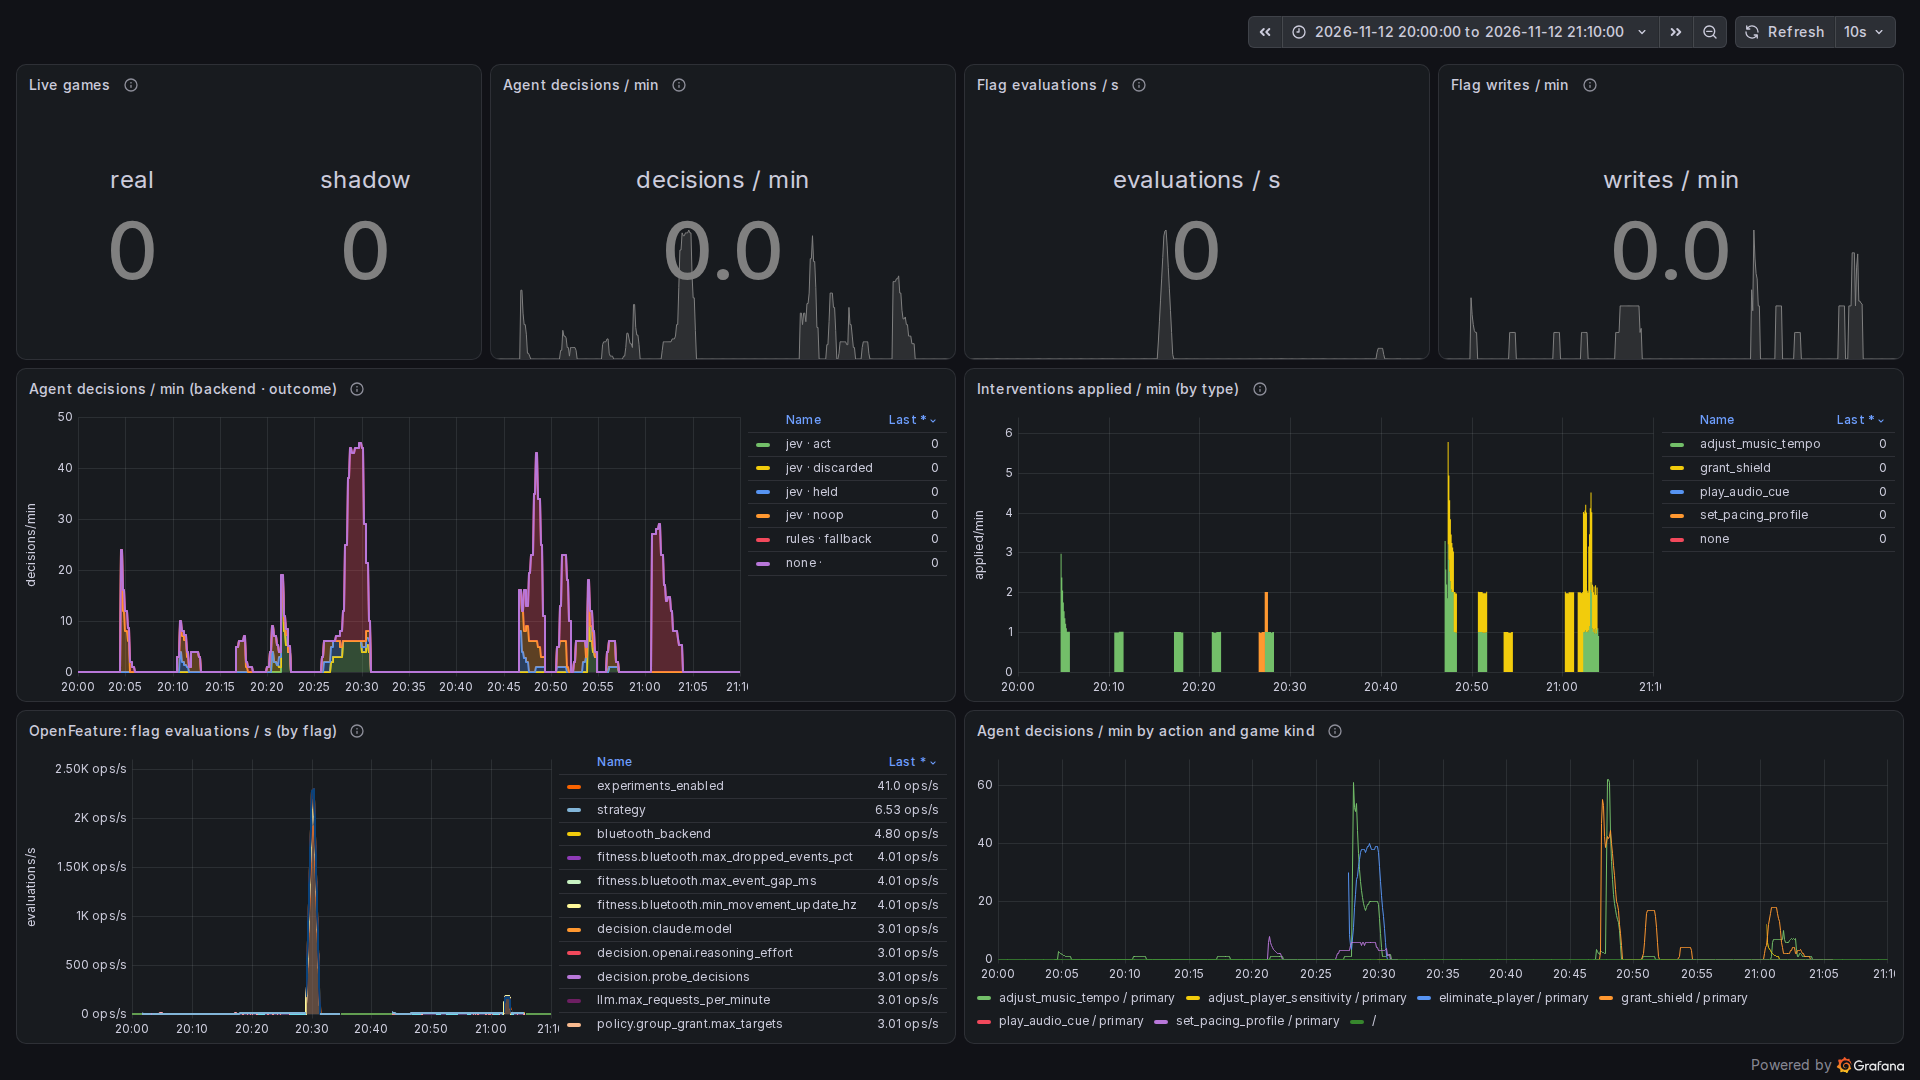 2026-11-12 20:00:00 to 2026-11-12 21:10:00
Refresh
10s
Live games
real
shadow
0
0
Agent decisions / min
decisions / min
0.0
Flag evaluations / s
evaluations / s
0
Flag writes / min
writes / min
0.0
Agent decisions / min (backend · outcome)
decisions/min
50
40
30
20
10
0
20:00 20:05 20:10 20:15 20:20 20:25 20:30 20:35 20:40 20:45 20:50 20:55 21:00 21:05 21:1
Name Last *
jev · act 0
jev · discarded 0
jev · held 0
jev · noop 0
rules · fallback 0
none · 0
Interventions applied / min (by type)
applied/min
6
5
4
3
2
1
0
20:00 20:10 20:20 20:30 20:40 20:50 21:00 21:1
Name Last *
adjust_music_tempo 0
grant_shield 0
play_audio_cue 0
set_pacing_profile 0
none 0
OpenFeature: flag evaluations / s (by flag)
evaluations/s
2.50K ops/s
2K ops/s
1.50K ops/s
1K ops/s
500 ops/s
0 ops/s
20:00 20:10 20:20 20:30 20:40 20:50 21:00 21:1
Name Last *
experiments_enabled 41.0 ops/s
strategy 6.53 ops/s
bluetooth_backend 4.80 ops/s
fitness.bluetooth.max_dropped_events_pct 4.01 ops/s
fitness.bluetooth.max_event_gap_ms 4.01 ops/s
fitness.bluetooth.min_movement_update_hz 4.01 ops/s
decision.claude.model 3.01 ops/s
decision.openai.reasoning_effort 3.01 ops/s
decision.probe_decisions 3.01 ops/s
llm.max_requests_per_minute 3.01 ops/s
policy.group_grant.max_targets 3.01 ops/s
Agent decisions / min by action and game kind
60
40
20
0
20:00 20:05 20:10 20:15 20:20 20:25 20:30 20:35 20:40 20:45 20:50 20:55 21:00 21:05 21:1
adjust_music_tempo / primary adjust_player_sensitivity / primary eliminate_player / primary grant_shield / primary
play_audio_cue / primary set_pacing_profile / primary /
Powered by Grafana